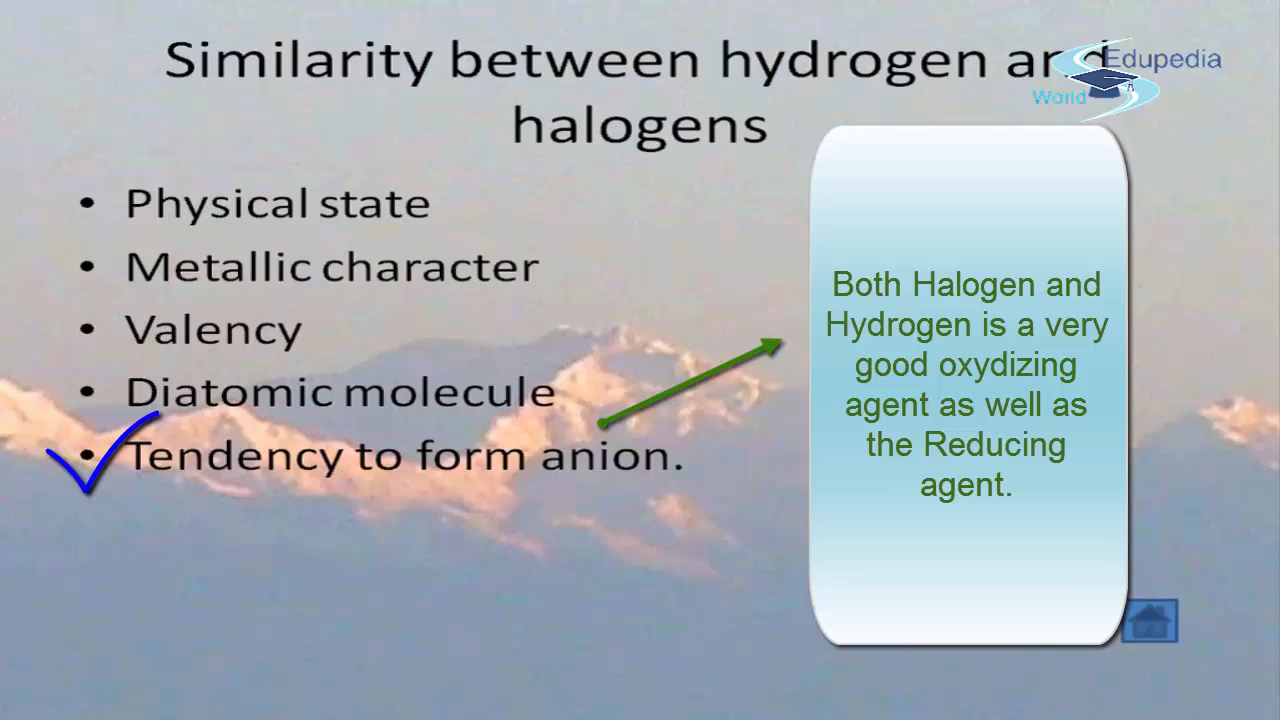 Similarity between hydrogen and
halogens
Edupedia
World
• Physical state
• Metallic character
• Valency
• Diatomic molecule
• Tendency to form anion.
Both Halogen and
Hydrogen is a very
good oxydizing
agent as well as
the Reducing
agent.